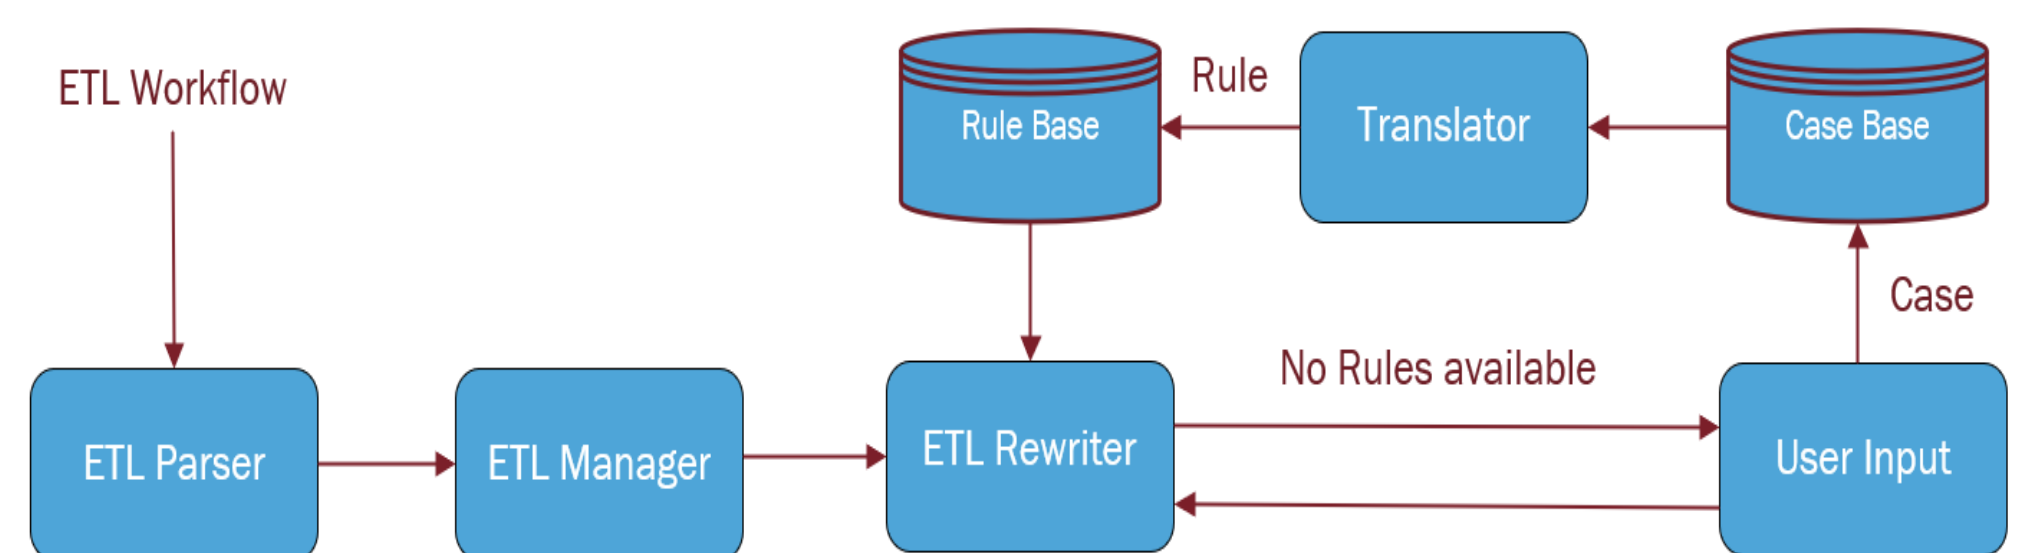 ETL Workflow
Rule Base
Rule
Translator
Case Base
Case
No Rules available
ETL Parser
ETL Manager
ETL Rewriter
User Input